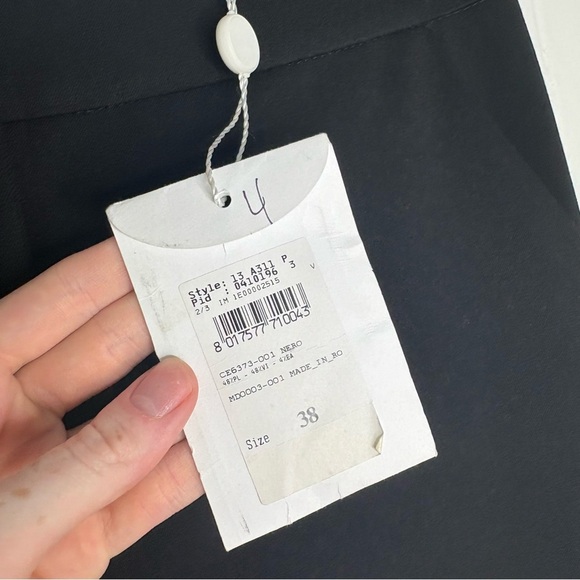 4
Style: 13 A311 P
Pid : 0410196 3
2/3 1M 1E00002515 V
8 017577 710043
CE6373-001 NERO
48%PL - 48%VI - 4%EA
MD0003-001 MADE_IN_RO
Size 38